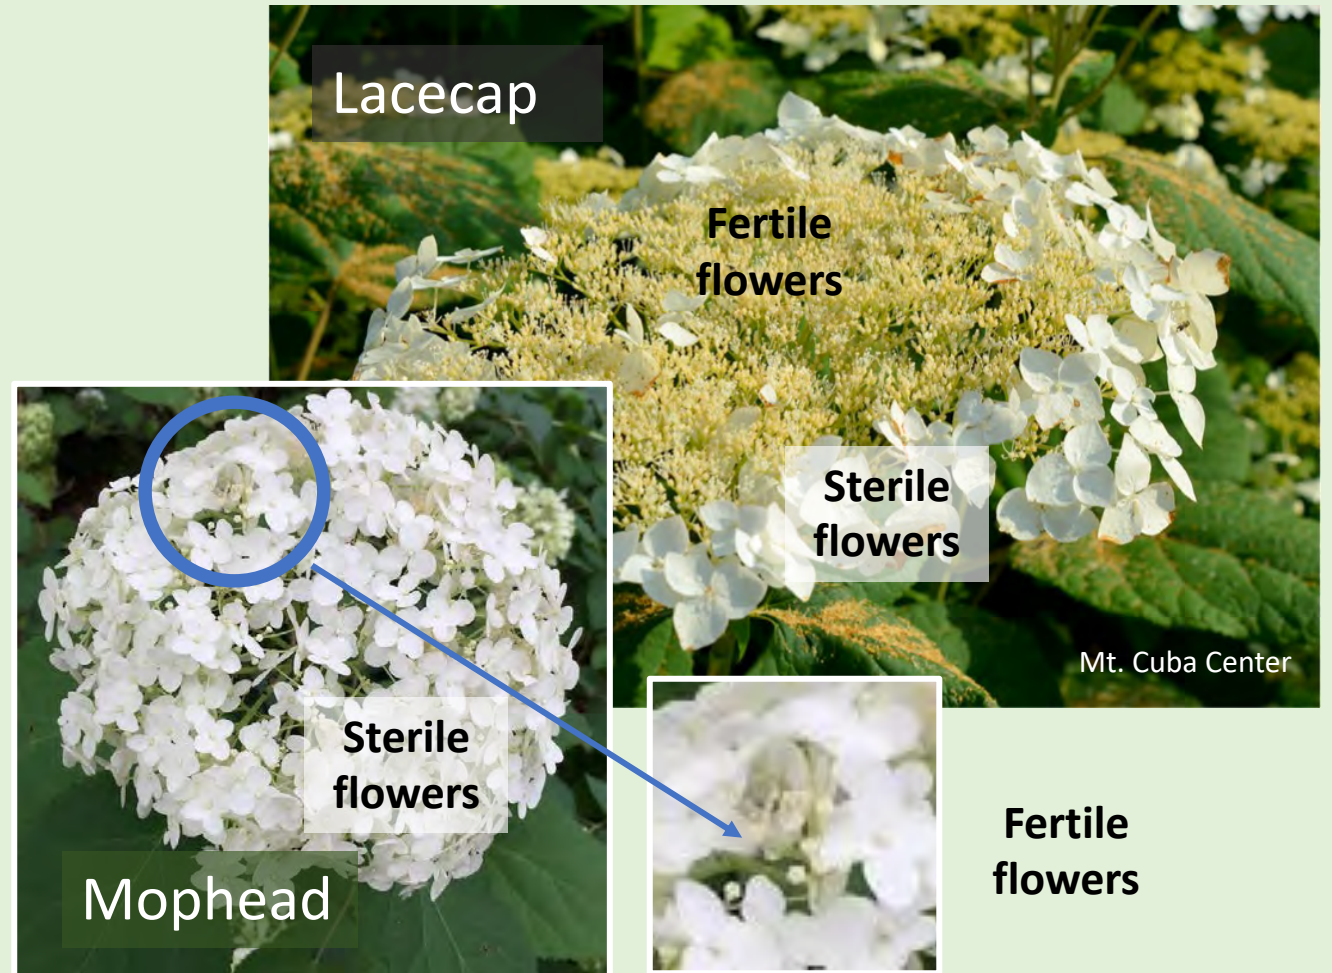 Lacecap
Fertile
flowers
Sterile
flowers
Mt. Cuba Center
Sterile
flowers
Mophead
Fertile
flowers